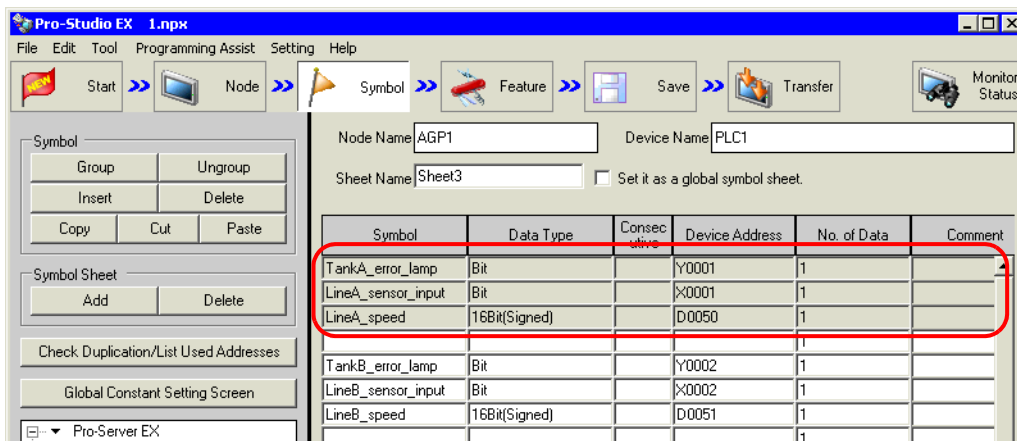 Pro-Studio EX 1.npx
File Edit Tool Programming Assist Setting Help
NEW Start Node Symbol Feature Save Transfer Monitor Status
Symbol
Group Ungroup
Insert Delete
Copy Cut Paste
Symbol Sheet
Add Delete
Check Duplication/List Used Addresses
Global Constant Setting Screen
Pro-Server EX
Node Name AGP1 Device Name PLC1
Sheet Name Sheet3 Set it as a global symbol sheet.
Symbol Data Type Consecutive Device Address No. of Data Comment
TankA_error_lamp Bit Y0001 1
LineA_sensor_input Bit X0001 1
LineA_speed 16Bit(Signed) D0050 1
1
TankB_error_lamp Bit Y0002 1
LineB_sensor_input Bit X0002 1
LineB_speed 16Bit(Signed) D0051 1
1